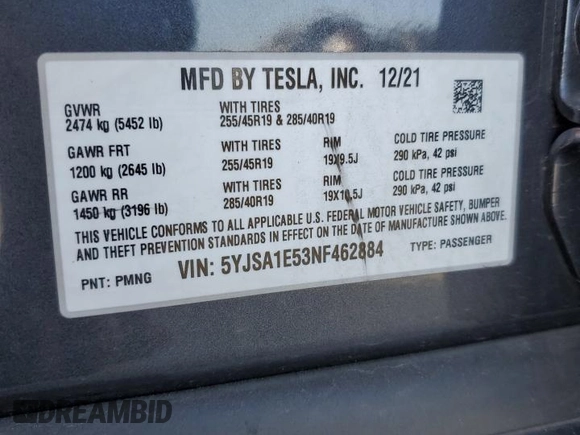 MFD BY TESLA, INC. 12/21
GVWR
2474 kg (5452 lb)
WITH TIRES
255/45R19 & 285/40R19
GAWR FRT
1200 kg (2645 lb)
WITH TIRES
255/45R19
RIM
19X9.5J
COLD TIRE PRESSURE
290 kPa, 42 psi
GAWR RR
1450 kg (3196 lb)
WITH TIRES
285/40R19
RIM
19X10.5J
COLD TIRE PRESSURE
290 kPa, 42 psi
THIS VEHICLE CONFORMS TO ALL APPLICABLE U.S. FEDERAL MOTOR VEHICLE SAFETY, BUMPER
AND THEFT PREVENTION STANDARDS IN EFFECT ON THE DATE OF MANUFACTURE SHOWN ABOVE.
PNT: PMNG
VIN: 5YJSA1E53NF462884
TYPE: PASSENGER
DREAMBID